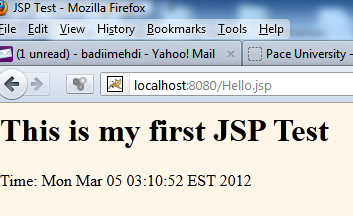 JSP Test - Mozilla Firefox
File Edit View History Bookmarks Tools Help
(1 unread) - badiimehdi - Yahoo! Mail Pace University -
localhost:8080/Hello.jsp
This is my first JSP Test
Time: Mon Mar 05 03:10:52 EST 2012